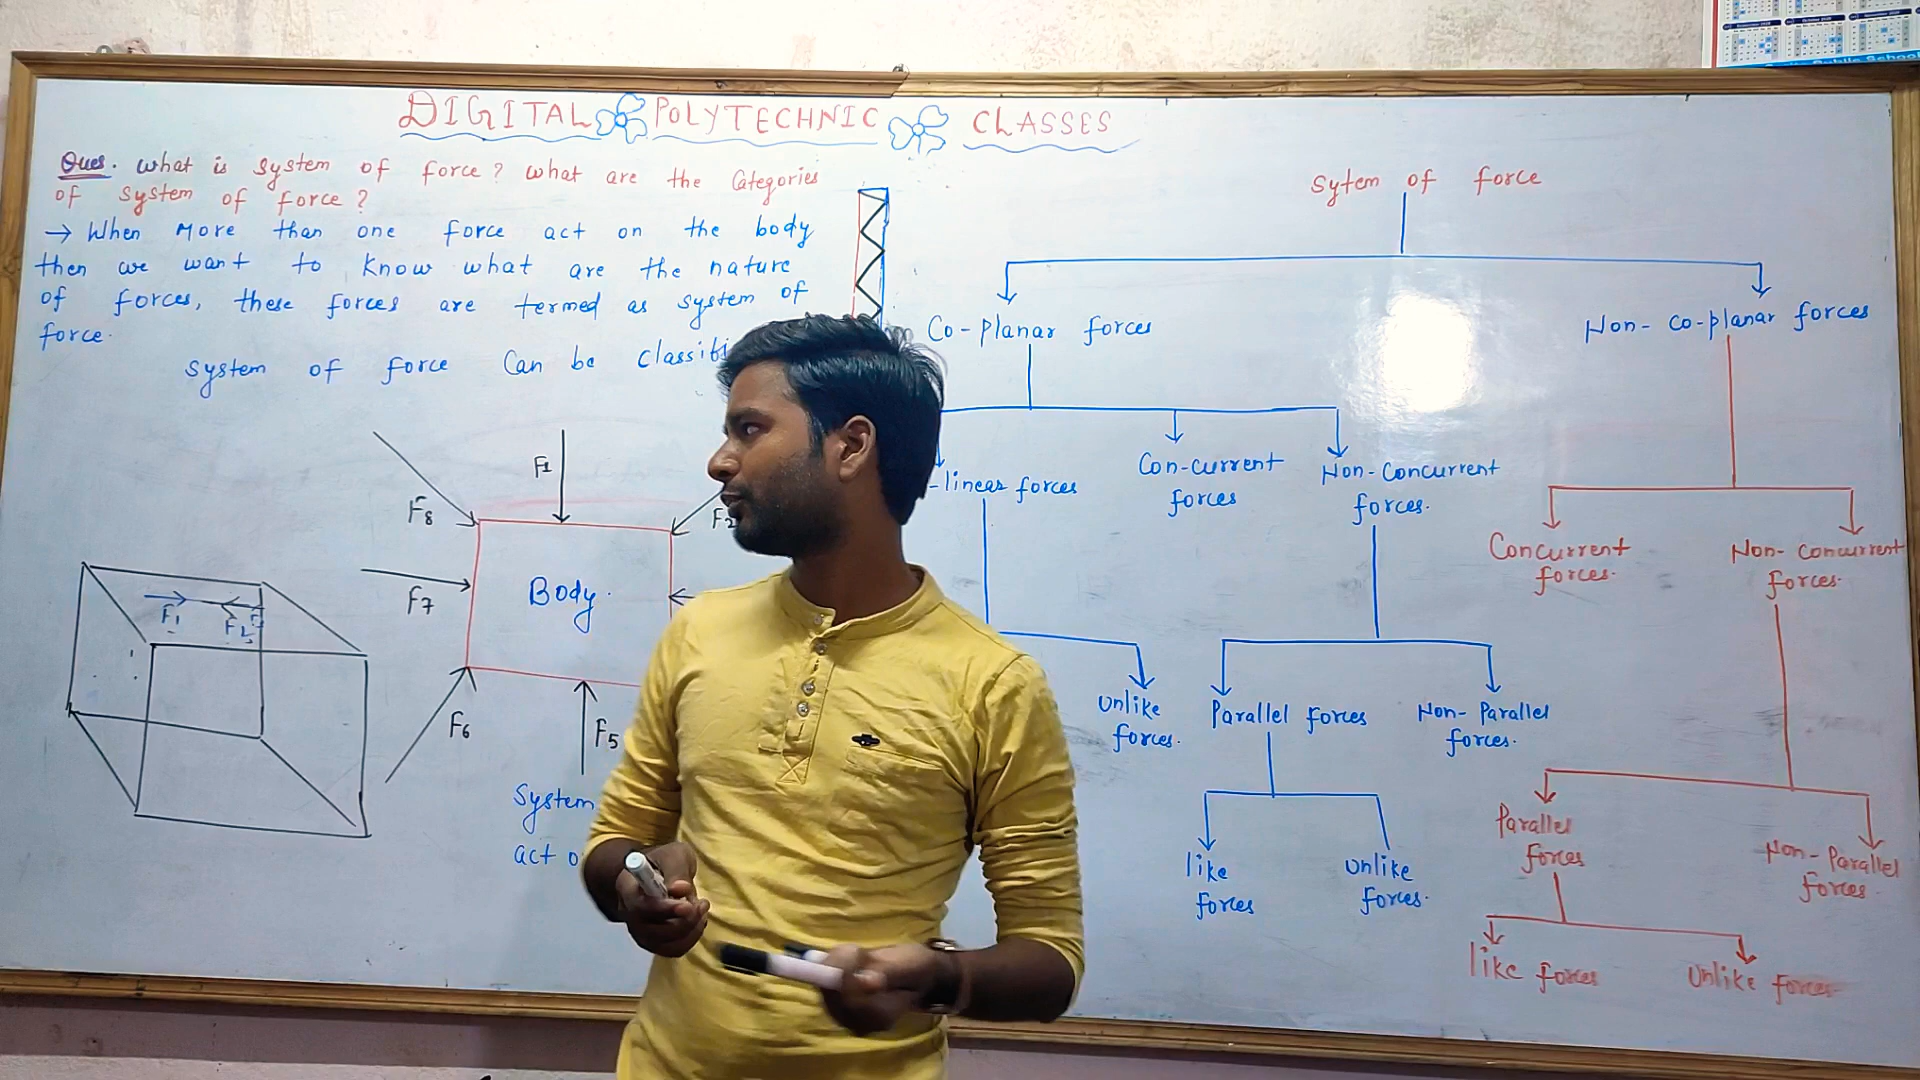 DIGITAL POLYTECHNIC CLASSES
Ques. What is system of force? What are the Categories
of system of force?
→ When More than one force act on the body
then we want to know what are the nature
of forces, these forces are termed as system of
force.
system of force can be classifi
F1
F8
F2
F7
Body.
F6
F5
F1
F2
System
act o
Sytem of force
Co-planar forces
Non-co-planar forces
-linear forces
Con-current
forces
Non-concurrent
forces.
Unlike
forces.
Parallel forces
Non-Parallel
forces.
like
forces
unlike
forces.
Concurrent
forces.
Non-concurrent
forces.
Parallel
forces
Non-Parallel
forces.
like forces
Unlike forces
October 2020